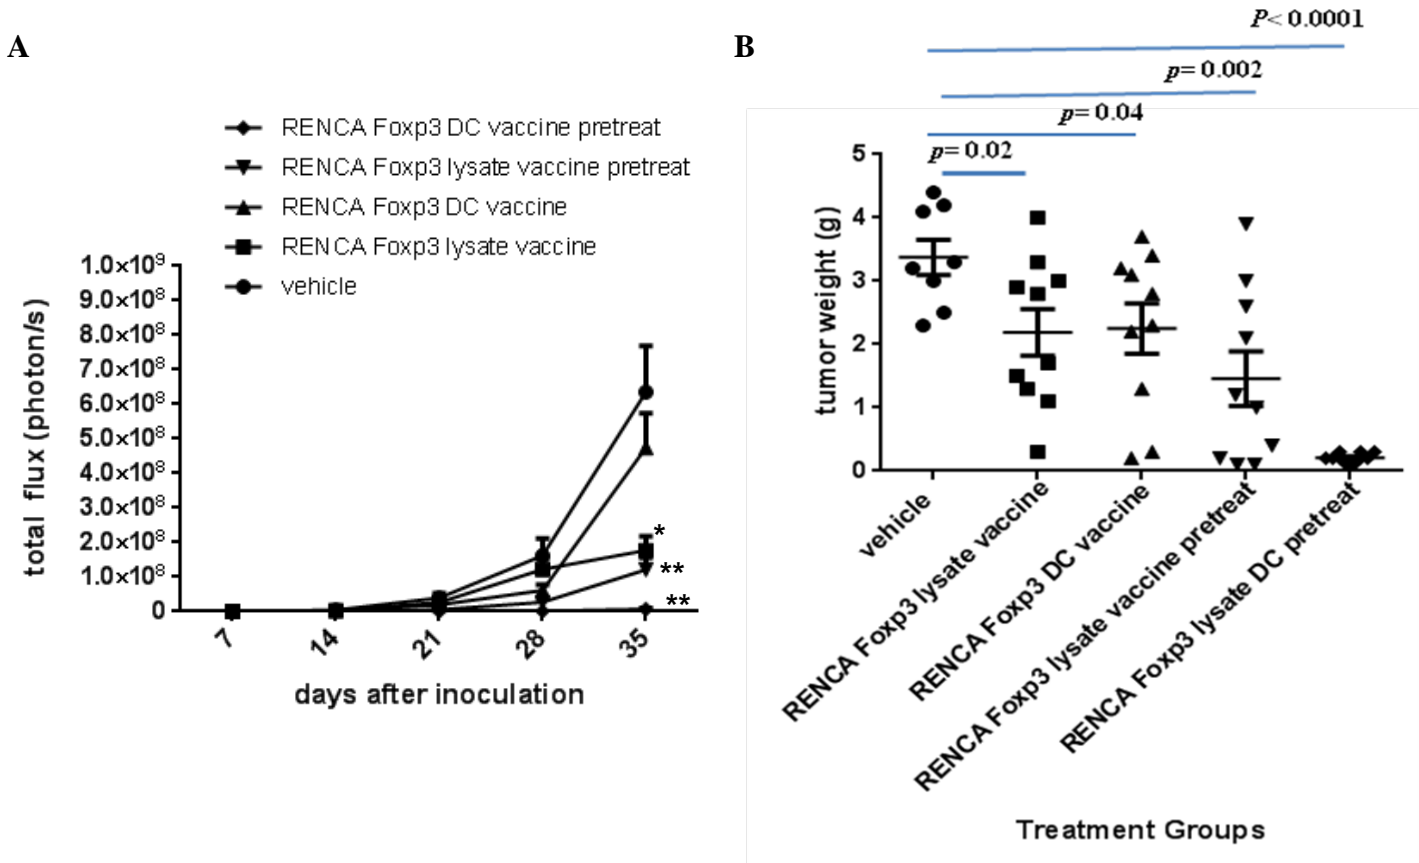 A
RENCA Foxp3 DC vaccine pretreat
RENCA Foxp3 lysate vaccine pretreat
RENCA Foxp3 DC vaccine
RENCA Foxp3 lysate vaccine
vehicle
1.0×10⁹
9.0×10⁸
8.0×10⁸
7.0×10⁸
6.0×10⁸
5.0×10⁸
4.0×10⁸
3.0×10⁸
2.0×10⁸
1.0×10⁸
0
total flux (photon/s)
*
**
**
7 14 21 28 35
days after inoculation
B
P< 0.0001
p= 0.002
p= 0.04
p= 0.02
5
4
3
2
1
0
tumor weight (g)
vehicle
RENCA Foxp3 lysate vaccine
RENCA Foxp3 DC vaccine
RENCA Foxp3 lysate vaccine pretreat
RENCA Foxp3 lysate DC pretreat
Treatment Groups